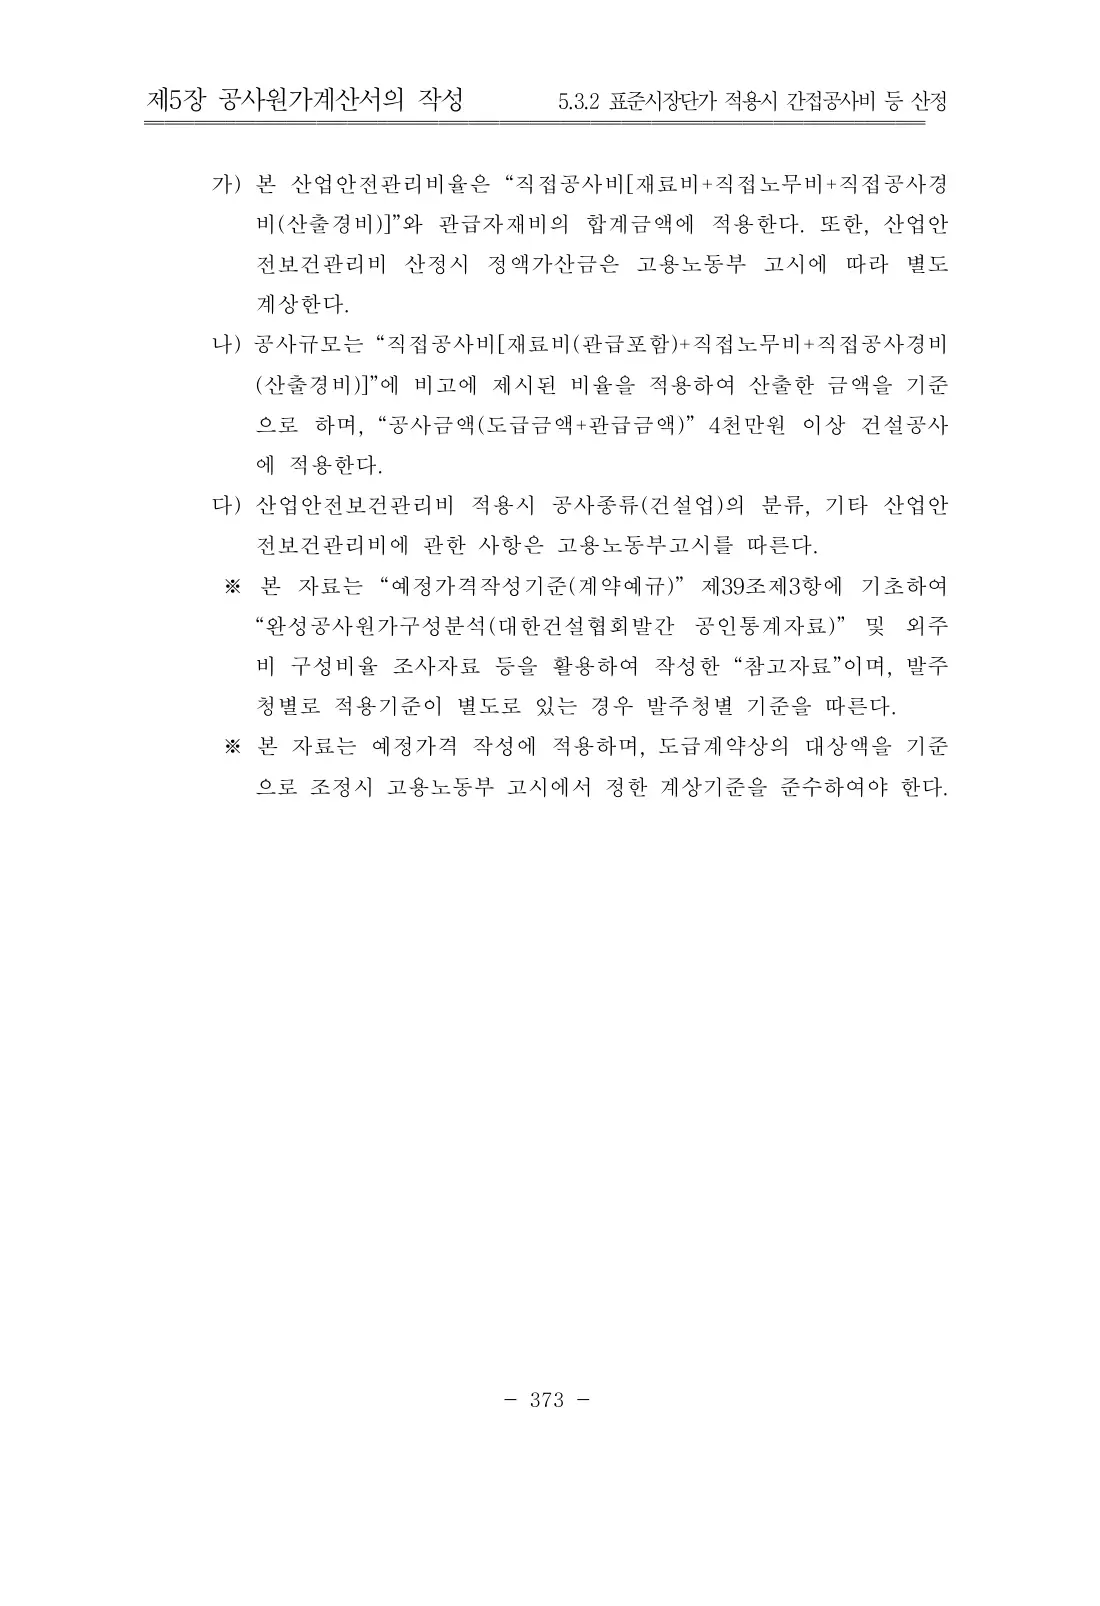 제5장 공사원가계산서의 작성 5.3.2 표준시장단가 적용시 간접공사비 등 산정
가) 본 산업안전관리비율은 “직접공사비[재료비+직접노무비+직접공사경
비(산출경비)]”와 관급자재비의 합계금액에 적용한다. 또한, 산업안
전보건관리비 산정시 정액가산금은 고용노동부 고시에 따라 별도
계상한다.
나) 공사규모는 “직접공사비[재료비(관급포함)+직접노무비+직접공사경비
(산출경비)]”에 비고에 제시된 비율을 적용하여 산출한 금액을 기준
으로 하며, “공사금액(도급금액+관급금액)” 4천만원 이상 건설공사
에 적용한다.
다) 산업안전보건관리비 적용시 공사종류(건설업)의 분류, 기타 산업안
전보건관리비에 관한 사항은 고용노동부고시를 따른다.
※ 본 자료는 “예정가격작성기준(계약예규)” 제39조제3항에 기초하여
“완성공사원가구성분석(대한건설협회발간 공인통계자료)” 및 외주
비 구성비율 조사자료 등을 활용하여 작성한 “참고자료”이며, 발주
청별로 적용기준이 별도로 있는 경우 발주청별 기준을 따른다.
※ 본 자료는 예정가격 작성에 적용하며, 도급계약상의 대상액을 기준
으로 조정시 고용노동부 고시에서 정한 계상기준을 준수하여야 한다.
- 373 -